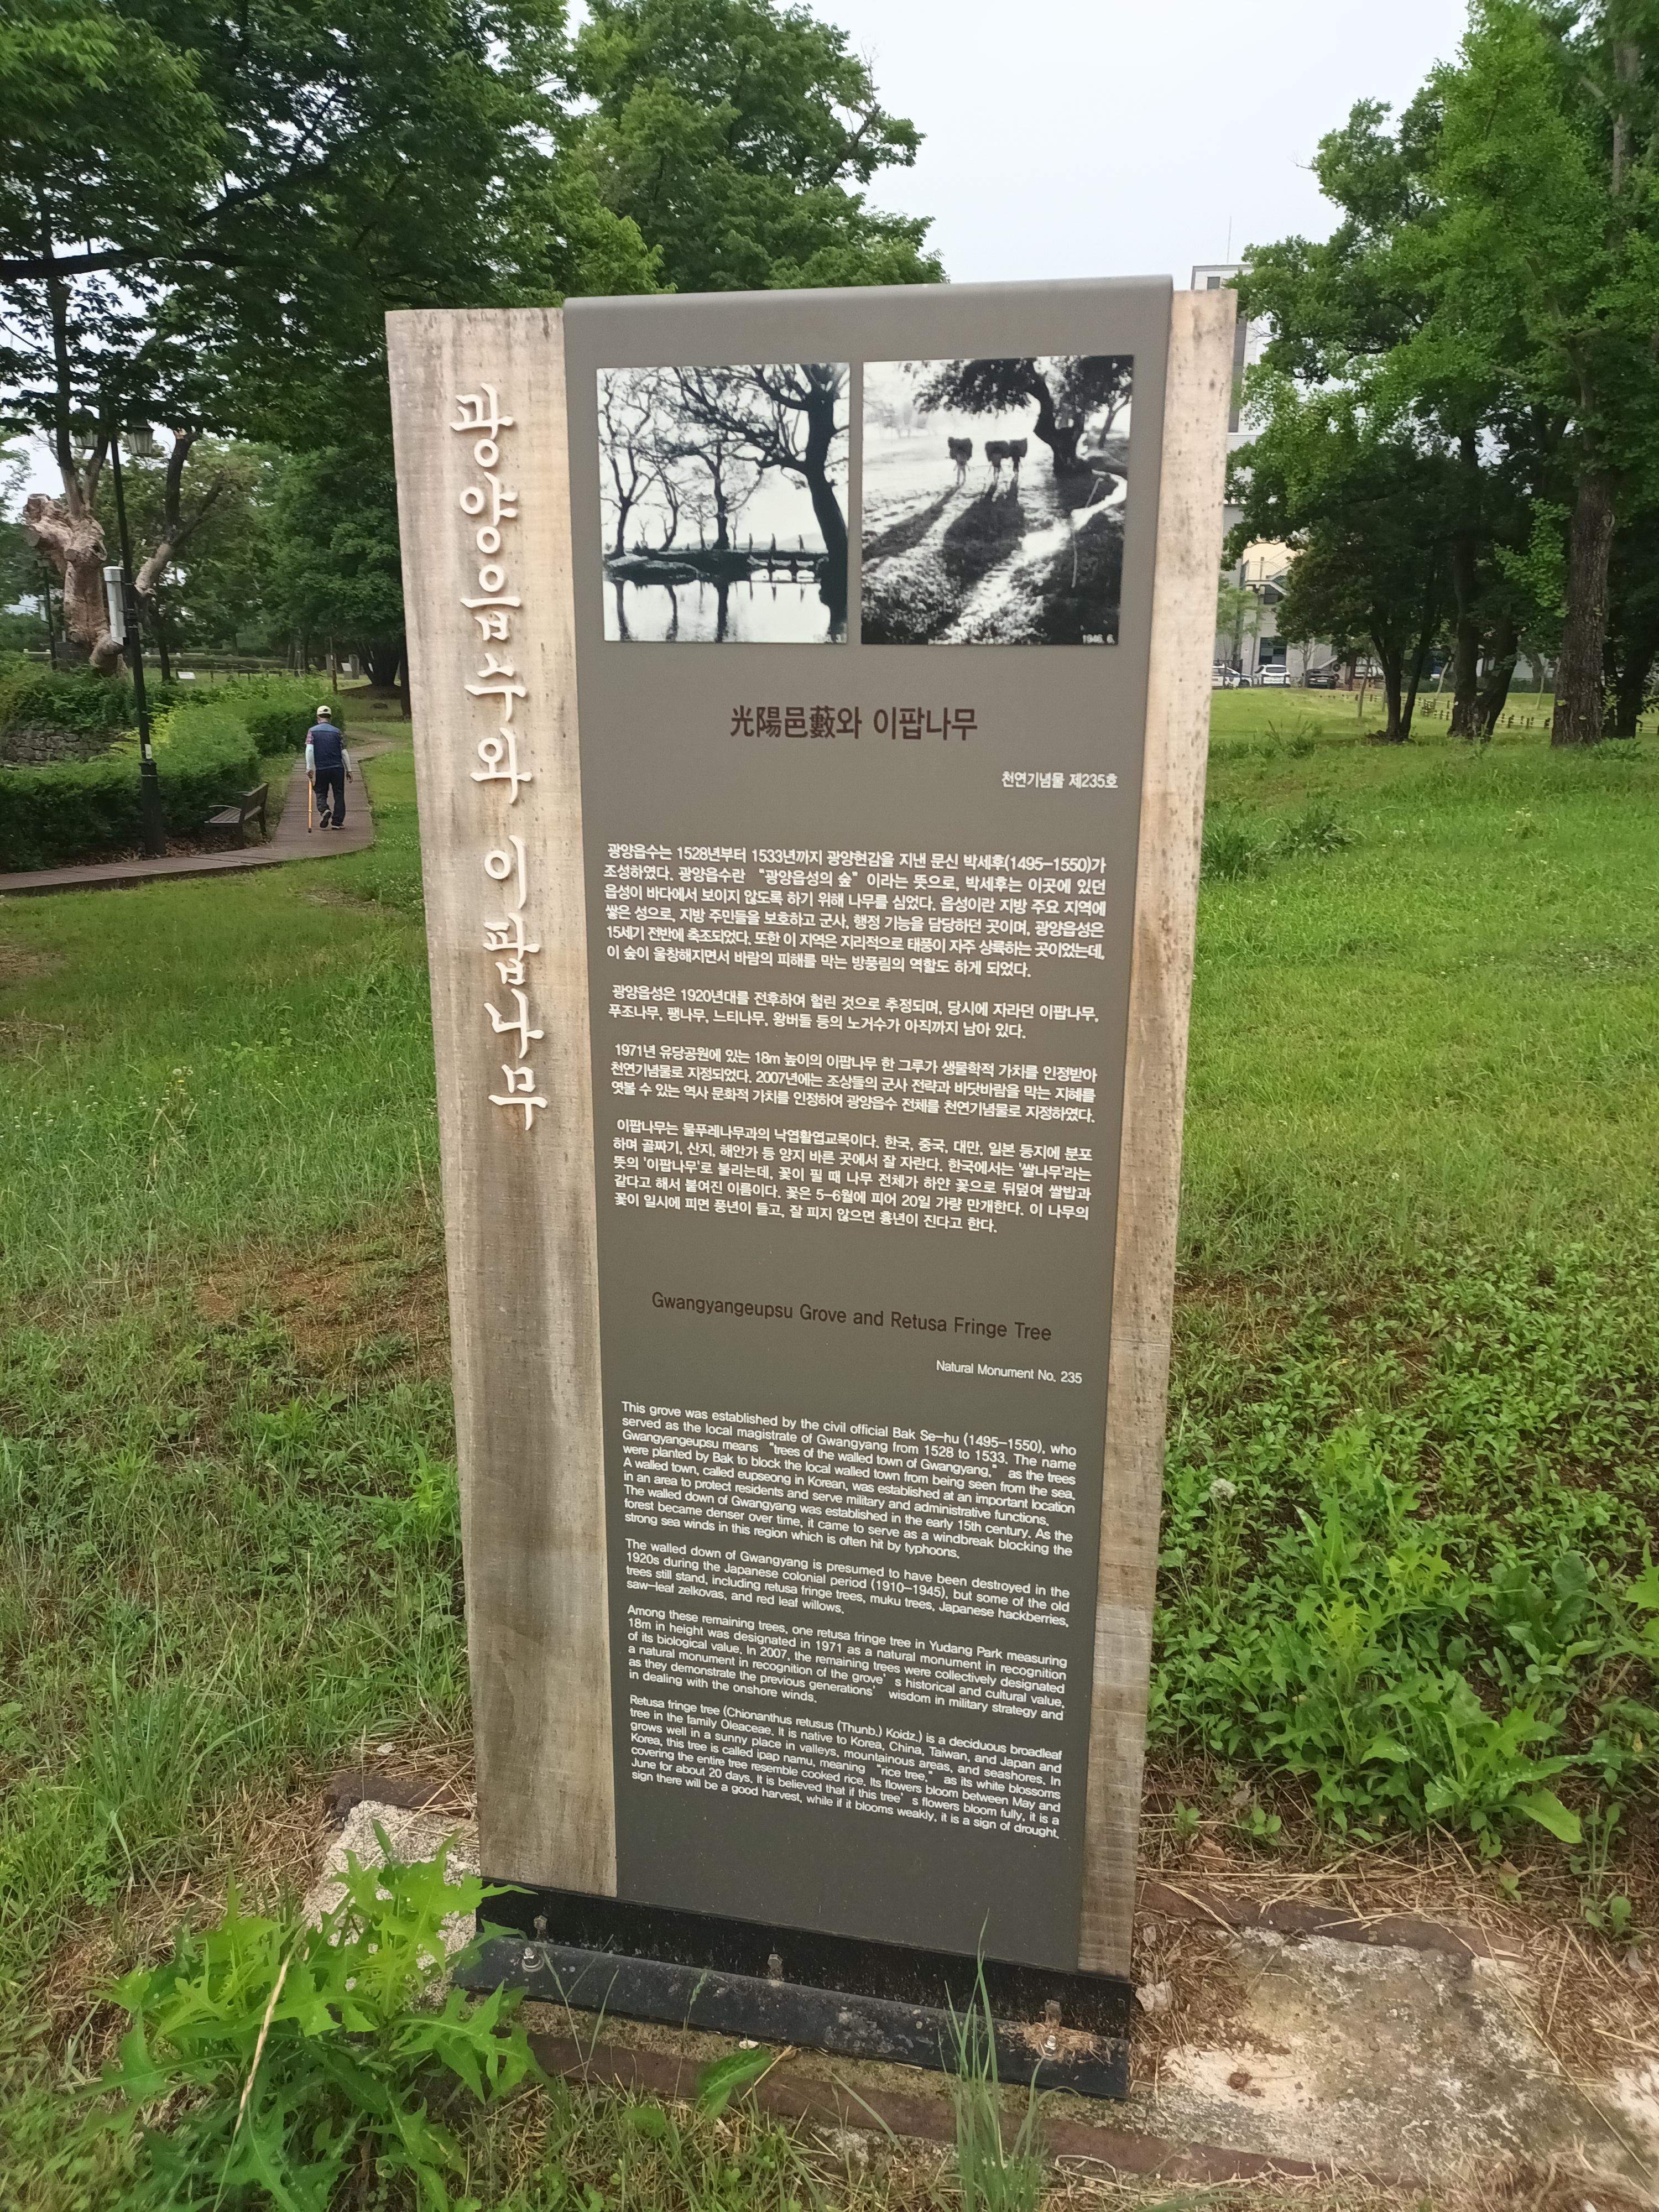 광양읍수와 이팝나무
1946. 6.
光陽邑藪와 이팝나무
천연기념물 제235호
광양읍수는 1528년부터 1533년까지 광양현감을 지낸 문신 박세후(1495-1550)가
조성하였다. 광양읍수란 “광양읍성의 숲” 이라는 뜻으로, 박세후는 이곳에 있던
읍성이 바다에서 보이지 않도록 하기 위해 나무를 심었다. 읍성이란 지방 주요 지역에
쌓은 성으로, 지방 주민들을 보호하고 군사, 행정 기능을 담당하던 곳이며, 광양읍성은
15세기 전반에 축조되었다. 또한 이 지역은 지리적으로 태풍이 자주 상륙하는 곳이었는데,
이 숲이 울창해지면서 바람의 피해를 막는 방풍림의 역할도 하게 되었다.
광양읍성은 1920년대를 전후하여 헐린 것으로 추정되며, 당시에 자라던 이팝나무,
푸조나무, 팽나무, 느티나무, 왕버들 등의 노거수가 아직까지 남아 있다.
1971년 유당공원에 있는 18m 높이의 이팝나무 한 그루가 생물학적 가치를 인정받아
천연기념물로 지정되었다. 2007년에는 조상들의 군사 전략과 바닷바람을 막는 지혜를
엿볼 수 있는 역사 문화적 가치를 인정하여 광양읍수 전체를 천연기념물로 지정하였다.
이팝나무는 물푸레나무과의 낙엽활엽교목이다. 한국, 중국, 대만, 일본 등지에 분포
하며 골짜기, 산지, 해안가 등 양지 바른 곳에서 잘 자란다. 한국에서는 '쌀나무'라는
뜻의 '이팝나무'로 불리는데, 꽃이 필 때 나무 전체가 하얀 꽃으로 뒤덮여 쌀밥과
같다고 해서 붙여진 이름이다. 꽃은 5-6월에 피어 20일 가량 만개한다. 이 나무의
꽃이 일시에 피면 풍년이 들고, 잘 피지 않으면 흉년이 진다고 한다.
Gwangyangeupsu Grove and Retusa Fringe Tree
Natural Monument No. 235
This grove was established by the civil official Bak Se-hu (1495-1550), who
served as the local magistrate of Gwangyang from 1528 to 1533. The name
Gwangyangeupsu means “trees of the walled town of Gwangyang,” as the trees
were planted by Bak to block the local walled town from being seen from the sea.
A walled town, called eupseong in Korean, was established at an important location
in an area to protect residents and serve military and administrative functions.
The walled down of Gwangyang was established in the early 15th century. As the
forest became denser over time, it came to serve as a windbreak blocking the
strong sea winds in this region which is often hit by typhoons.
The walled down of Gwangyang is presumed to have been destroyed in the
1920s during the Japanese colonial period (1910-1945), but some of the old
trees still stand, including retusa fringe trees, muku trees, Japanese hackberries,
saw-leaf zelkovas, and red leaf willows.
Among these remaining trees, one retusa fringe tree in Yudang Park measuring
18m in height was designated in 1971 as a natural monument in recognition
of its biological value. In 2007, the remaining trees were collectively designated
a natural monument in recognition of the grove’s historical and cultural value,
as they demonstrate the previous generations’ wisdom in military strategy and
in dealing with the onshore winds.
Retusa fringe tree (Chionanthus retusus (Thunb.) Koidz.) is a deciduous broadleaf
tree in the family Oleaceae. It is native to Korea, China, Taiwan, and Japan and
grows well in a sunny place in valleys, mountainous areas, and seashores. In
Korea, this tree is called ipap namu, meaning “rice tree,” as its white blossoms
covering the entire tree resemble cooked rice. Its flowers bloom between May and
June for about 20 days. It is believed that if this tree’s flowers bloom fully, it is a
sign there will be a good harvest, while if it blooms weakly, it is a sign of drought.